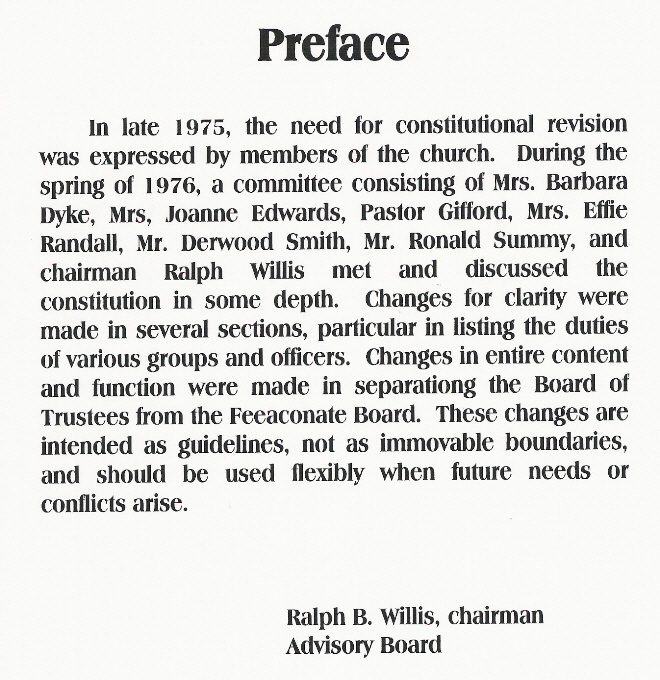 Preface
In late 1975, the need for constitutional revision
was expressed by members of the church. During the
spring of 1976, a committee consisting of Mrs. Barbara
Dyke, Mrs, Joanne Edwards, Pastor Gifford, Mrs. Effie
Randall, Mr. Derwood Smith, Mr. Ronald Summy, and
chairman Ralph Willis met and discussed the
constitution in some depth. Changes for clarity were
made in several sections, particular in listing the duties
of various groups and officers. Changes in entire content
and function were made in separationg the Board of
Trustees from the Feeaconate Board. These changes are
intended as guidelines, not as immovable boundaries,
and should be used flexibly when future needs or
conflicts arise.
Ralph B. Willis, chairman
Advisory Board